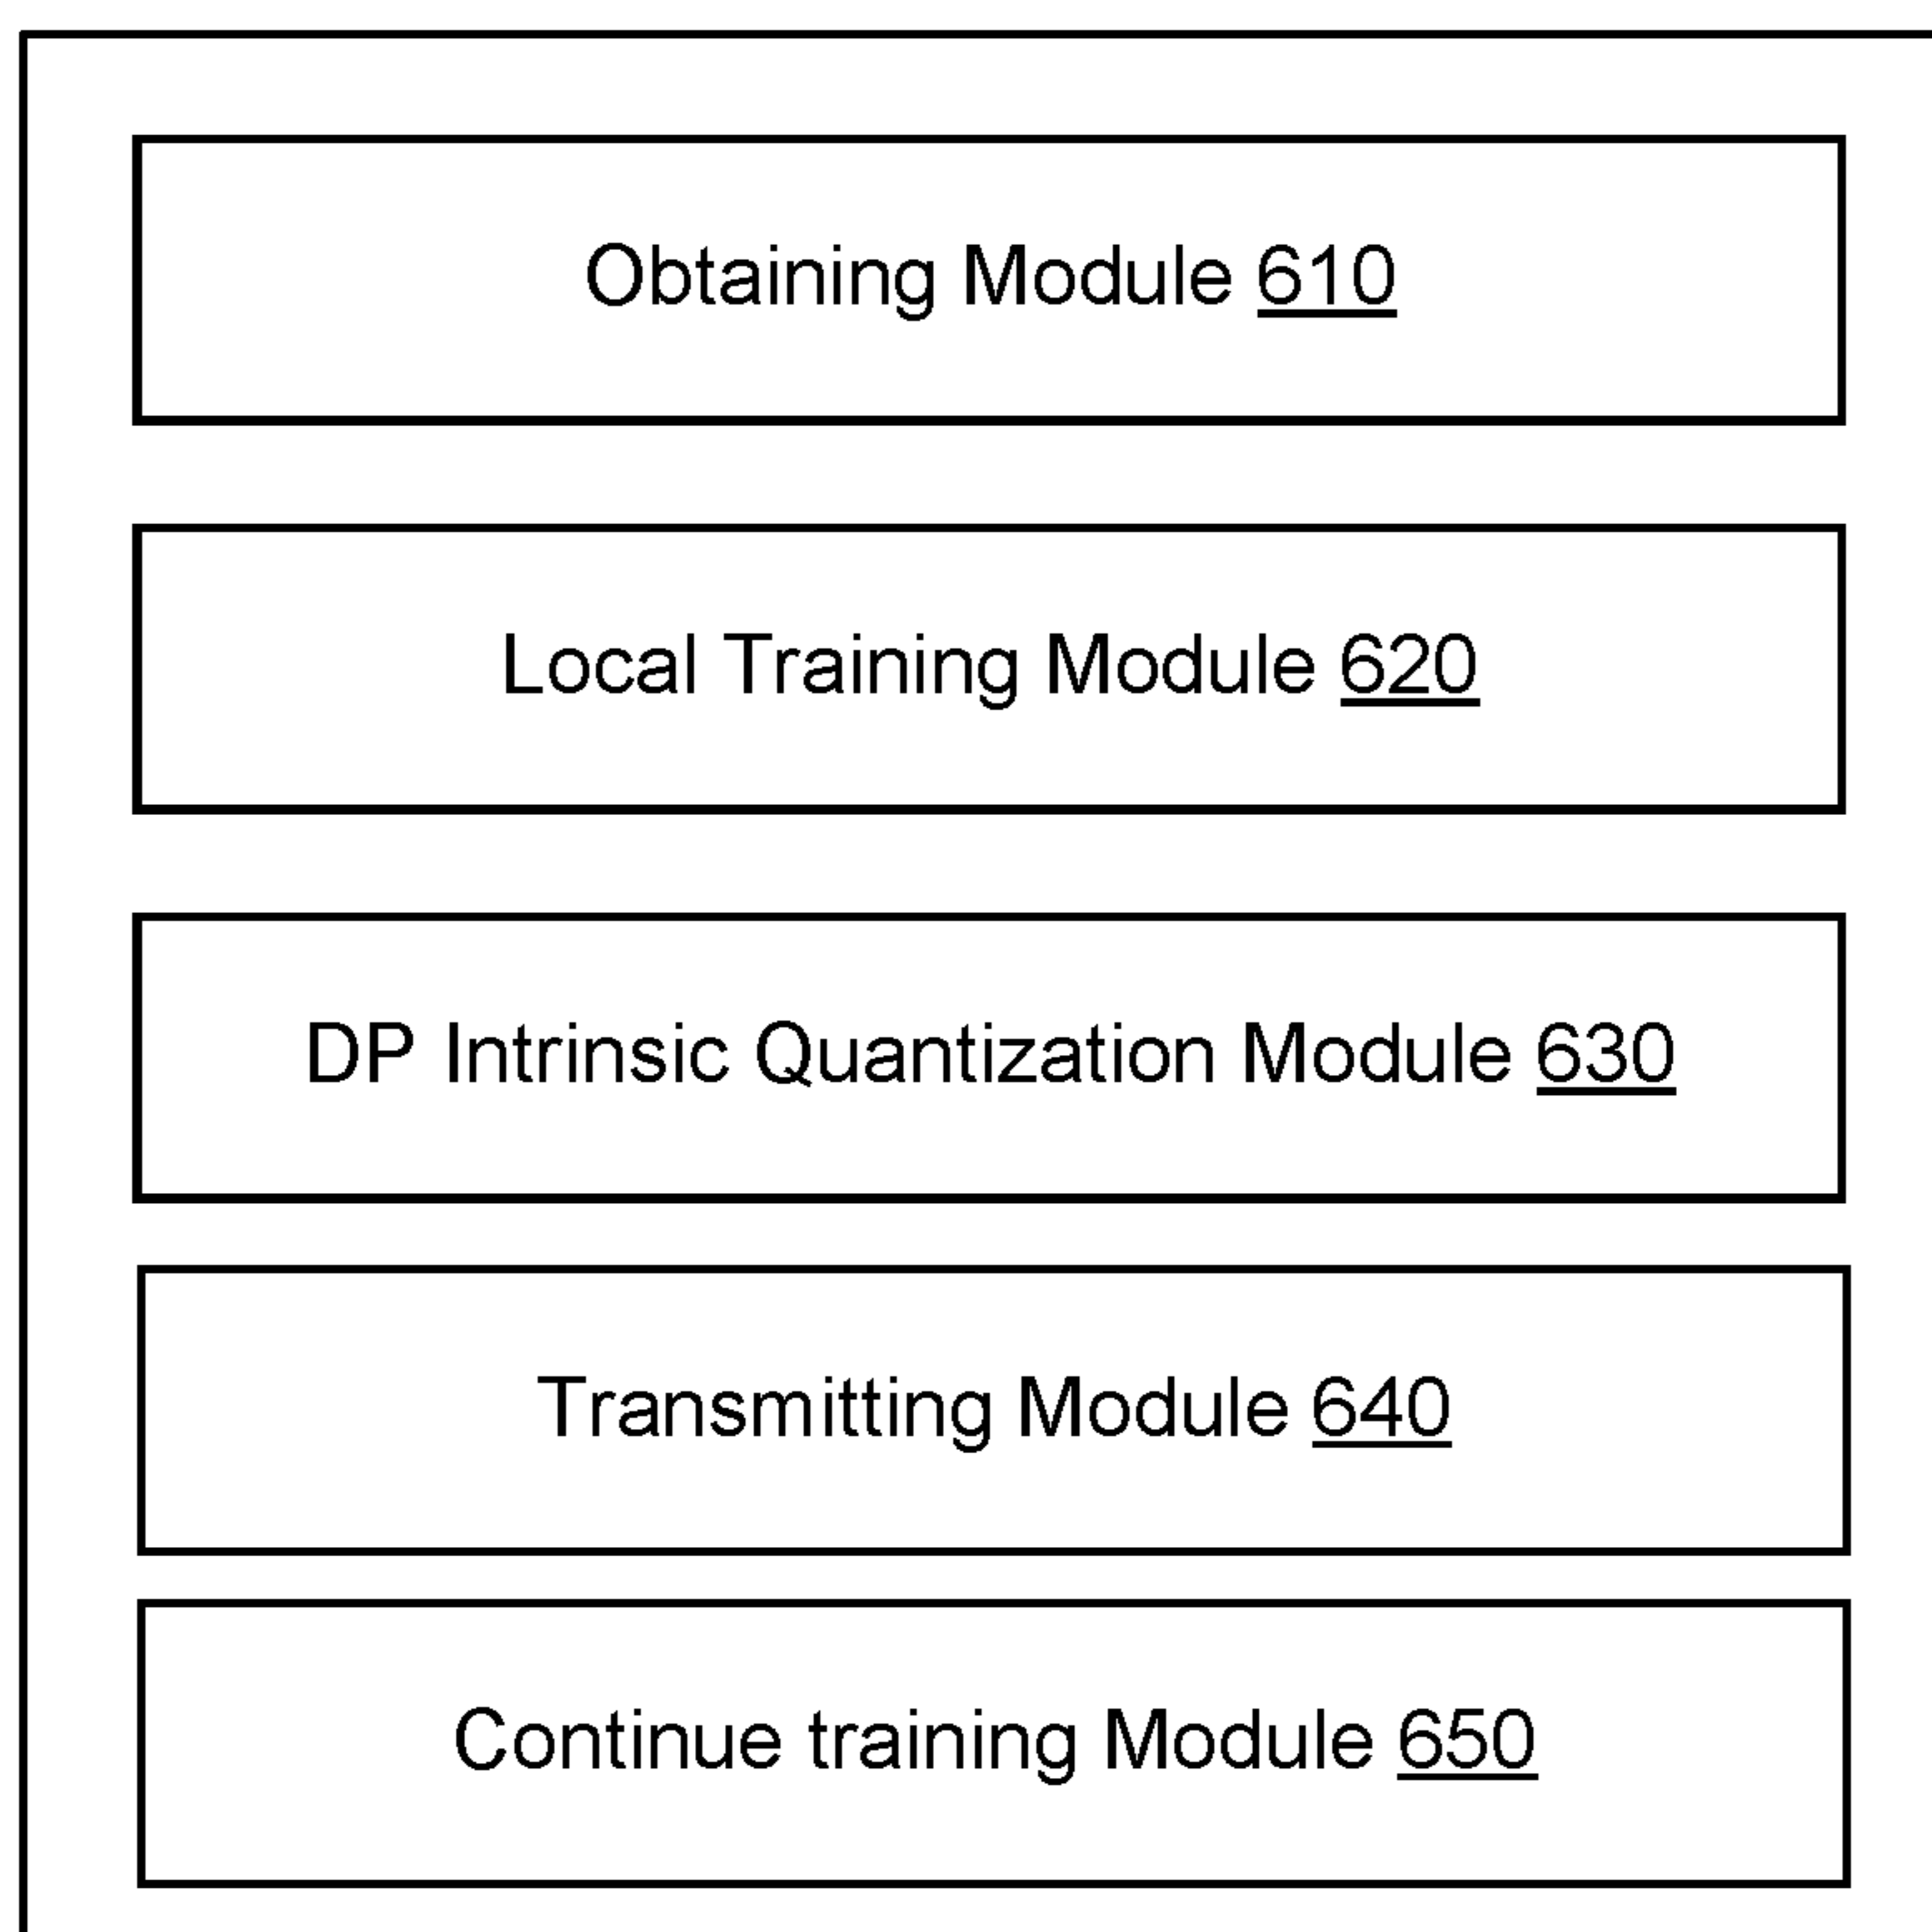 Obtaining Module 610
Local Training Module 620
DP Intrinsic Quantization Module 630
Transmitting Module 640
Continue training Module 650